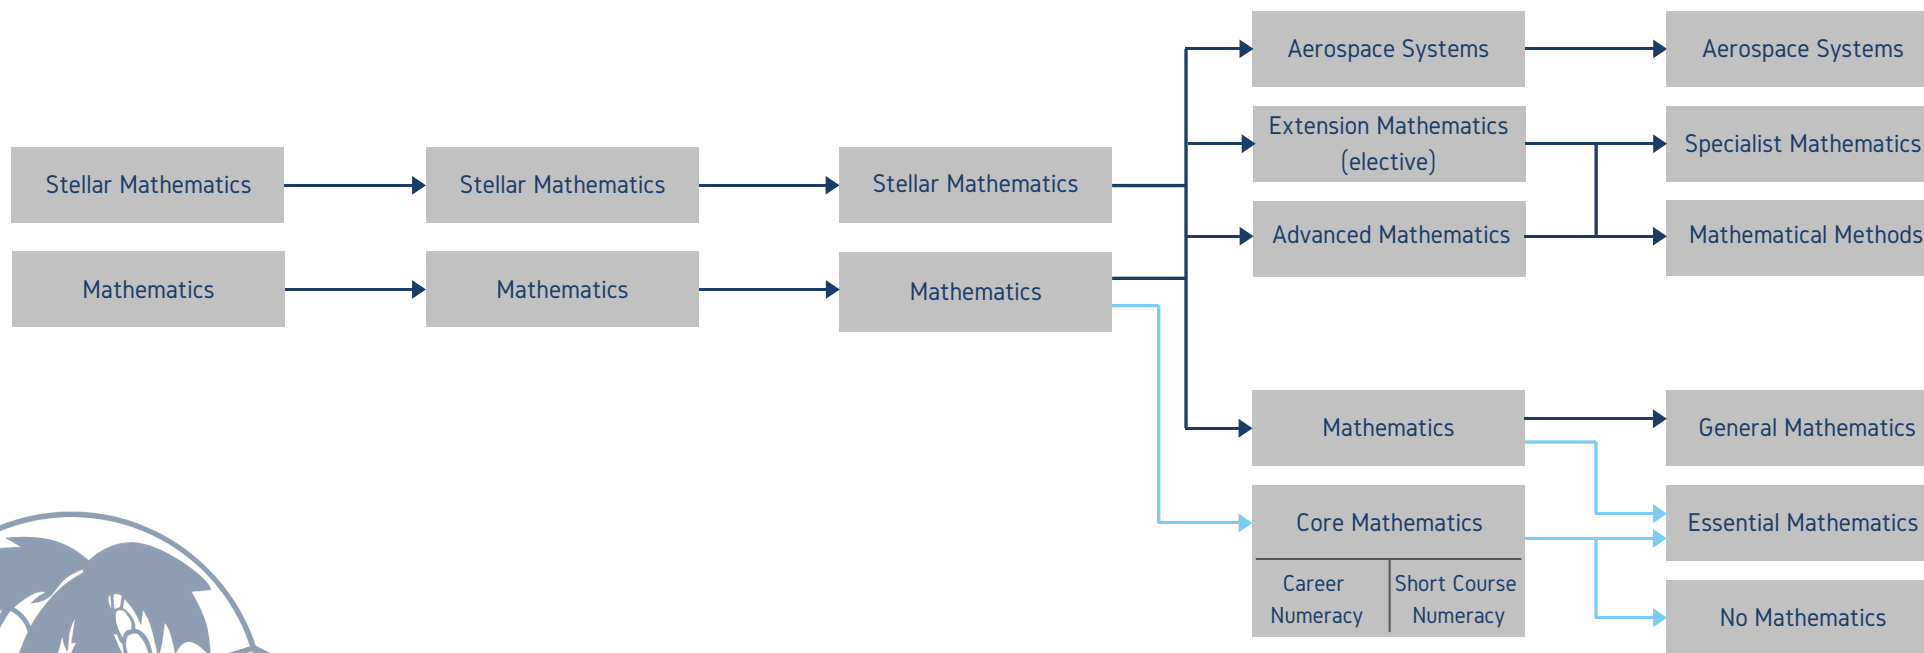 Aerospace Systems
Aerospace Systems
Extension Mathematics
(elective)
Specialist Mathematics
Stellar Mathematics
Stellar Mathematics
Stellar Mathematics
Advanced Mathematics
Mathematical Methods
Mathematics
Mathematics
Mathematics
Mathematics
General Mathematics
Core Mathematics
Essential Mathematics
Career
Numeracy
Short Course
Numeracy
No Mathematics